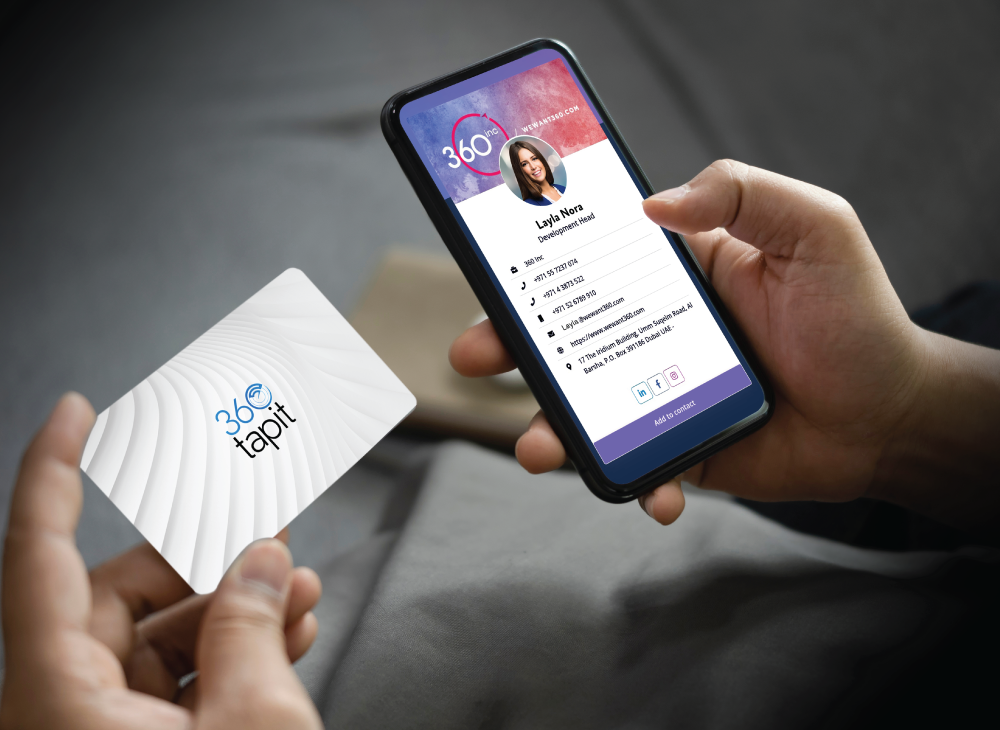 360 inc / WEWANT360.COM
Layla Nora
Development Head
360 Inc
+971 55 7237 074
+971 4 3873 522
+971 52 6789 910
Laylla@wewant360.com
https://www.wewant360.com
17 The Iridium Building, Umm Suqeim Road, Al
Barsha, P.O. Box 391186 Dubai UAE -
in f
Add to contact
360
tapit